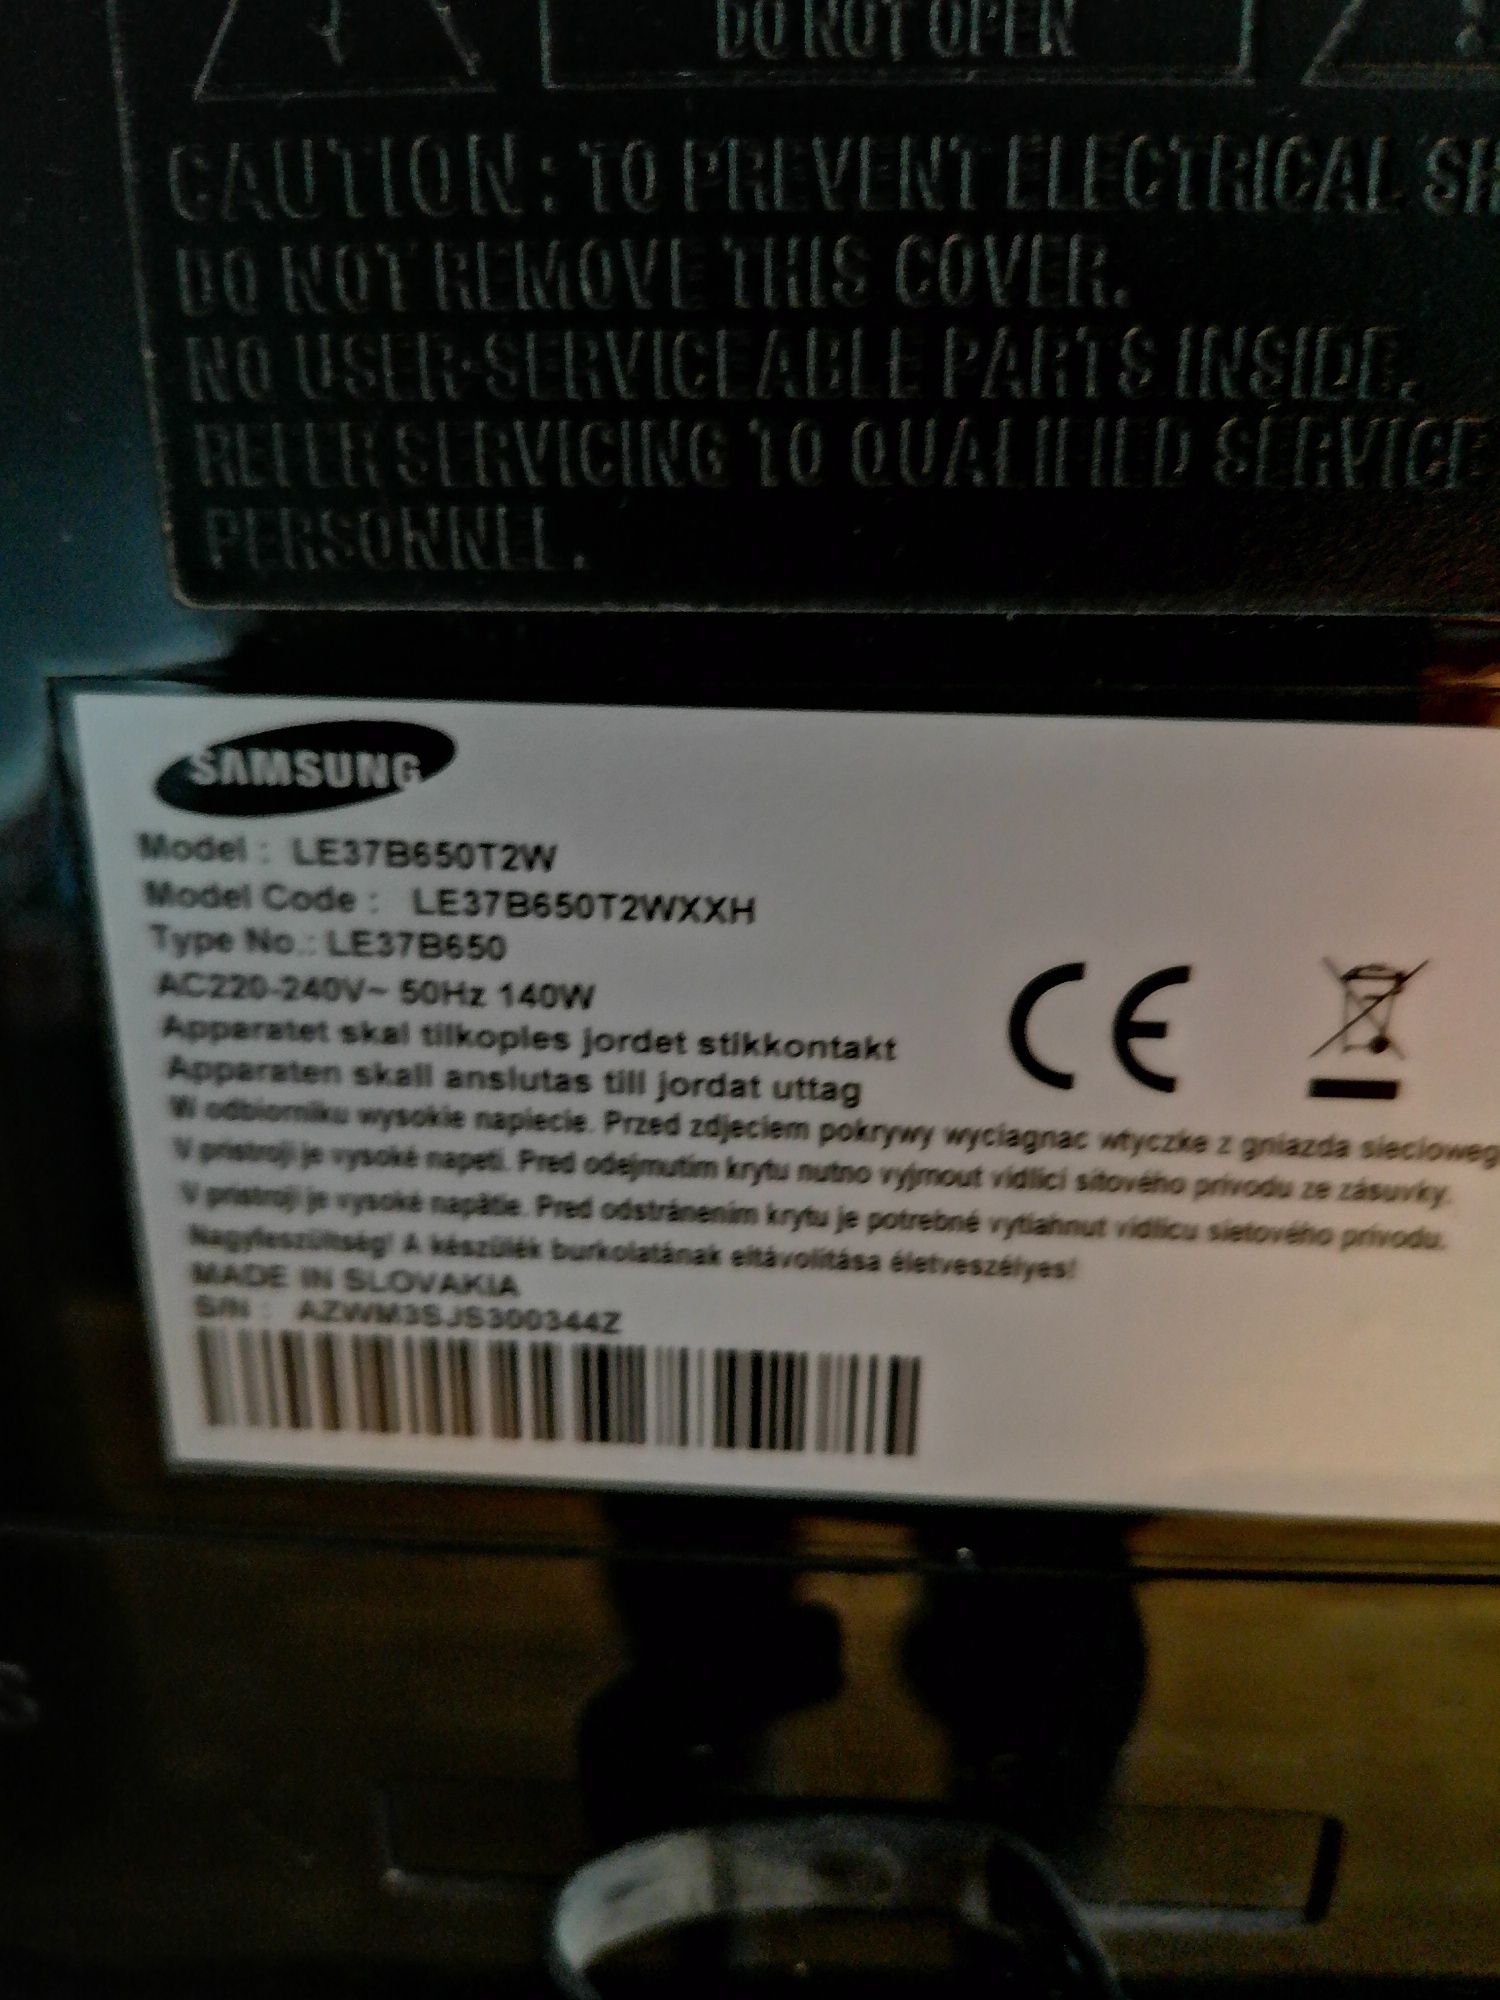 DO NOT OPEN
CAUTION: TO PREVENT ELECTRICAL SH
DO NOT REMOVE THIS COVER.
NO USER-SERVICEABLE PARTS INSIDE.
REFER SERVICING TO QUALIFIED SERVICE
PERSONNEL.
SAMSUNG
Model : LE37B650T2W
Model Code : LE37B650T2WXXH
Type No.: LE37B650
AC220-240V~ 50Hz 140W
Apparatet skal tilkoples jordet stikkontakt
Apparaten skall anslutas till jordat uttag
W odbiorniku wysokie napiecie. Przed zdjeciem pokrywy wyciagnac wtyczke z gniazda siecioweg
V pristroji je vysoké napeti. Pred odejmutim krytu nutno vyjmout vidlici sitového privodu ze zásuvky.
V pristroji je vysoké napätie. Pred odstránenim krytu je potrebné vytiahnut vidlicu sietového privodu.
Nagyfeszültség! A készülék burkolatának eltávolitása életveszélyes!
MADE IN SLOVAKIA
S/N : AZWM3SJS300344Z
CE
S